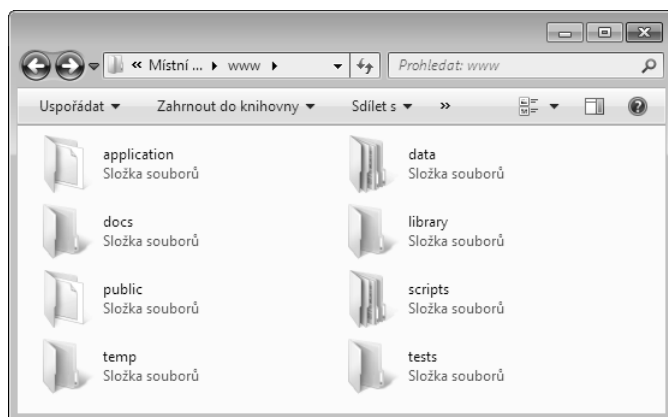 « Místní ... ▸ www ▸ Prohledat: www
Uspořádat ▾ Zahrnout do knihovny ▾ Sdílet s ▾ »
application
Složka souborů
data
Složka souborů
docs
Složka souborů
library
Složka souborů
public
Složka souborů
scripts
Složka souborů
temp
Složka souborů
tests
Složka souborů